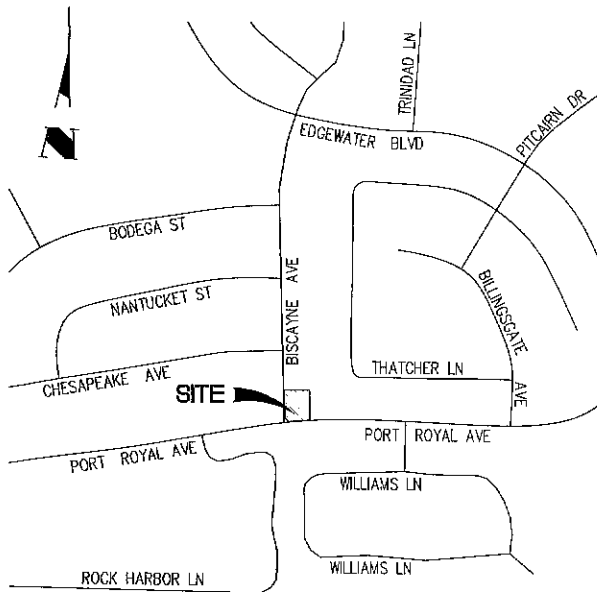 TRINIDAD LN
PITCAIRN DR
EDGEWATER BLVD
N
BODEGA ST
BISCAYNE AVE
NANTUCKET ST
BILLINGSGATE AVE
THATCHER LN
CHESAPEAKE AVE
SITE
PORT ROYAL AVE
PORT ROYAL AVE
WILLIAMS LN
WILLIAMS LN
ROCK HARBOR LN